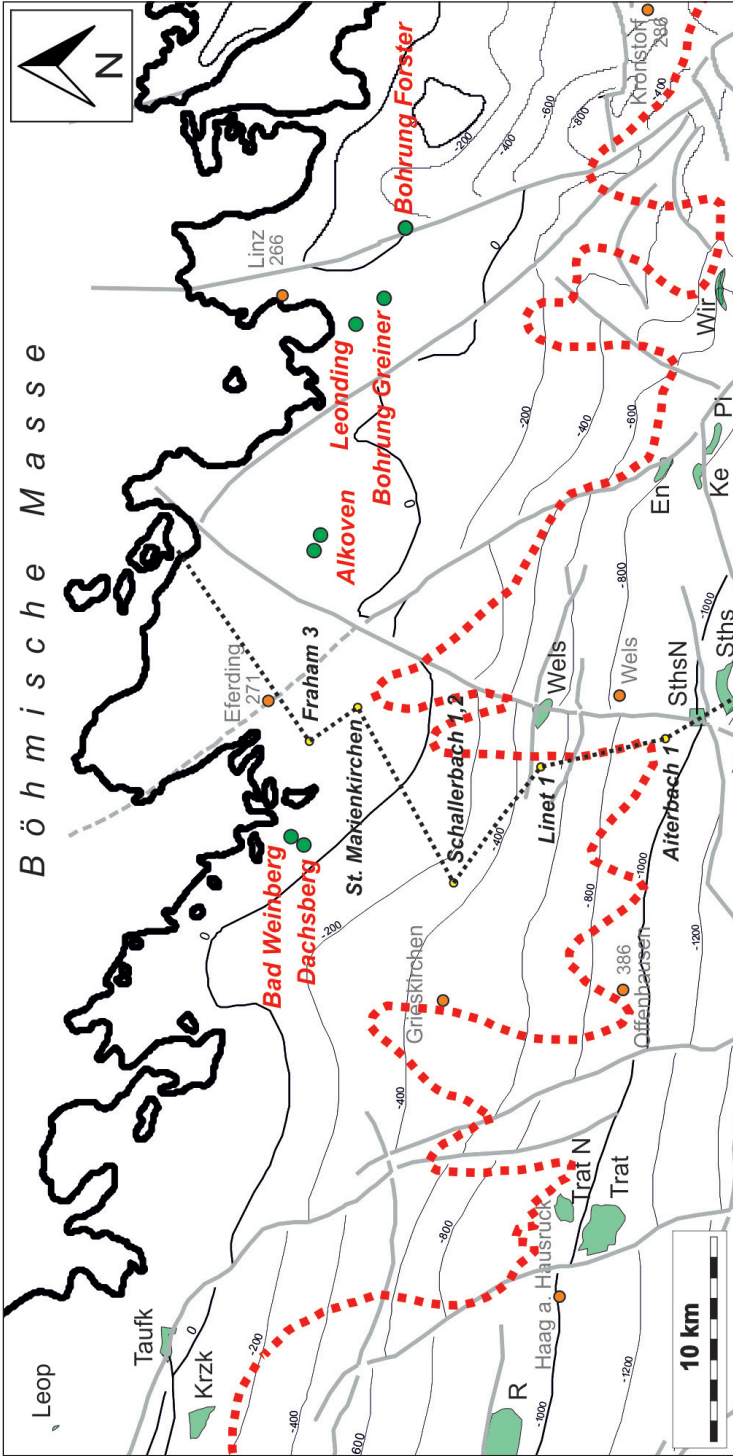 Böhmische Masse
N
Leop
Taufk
Krzk
R
Haag a. Hausruck
Trat N
Trat
Grieskirchen
386
Offenhausen
Bad Weinberg
Dachsberg
Eferding
271
Fraham 3
St. Marienkirchen
Schallerbach 1,2
Linet 1
Aiterbach 1
Wels
Wels
SthsN
Sths
Alkoven
Leonding
Bohrung Greiner
Bohrung Forster
Linz
266
Kronstorf
286
En
Ke
Pi
Wir
0
0
0
0
-200
-200
-200
-200
-400
-400
-400
-400
-400
-400
-600
-600
600
-800
-800
-800
-800
-1000
-1000
-1000
-1200
-1200
10 km